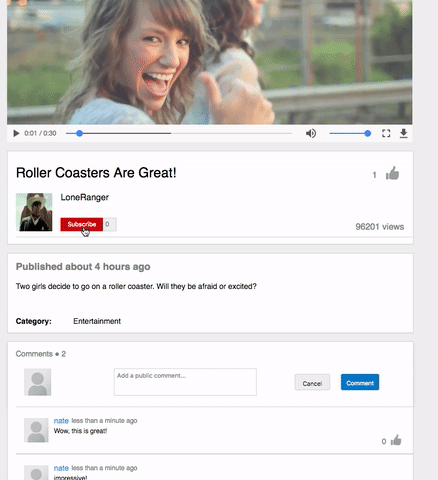 0:01 / 0:30
Roller Coasters Are Great!
1
LoneRanger
Subscribe 0
96201 views
Published about 4 hours ago
Two girls decide to go on a roller coaster. Will they be afraid or excited?
Category: Entertainment
Comments ● 2
Add a public comment...
Cancel
Comment
nate less than a minute ago
Wow, this is great!
0
nate less than a minute ago
impressive!